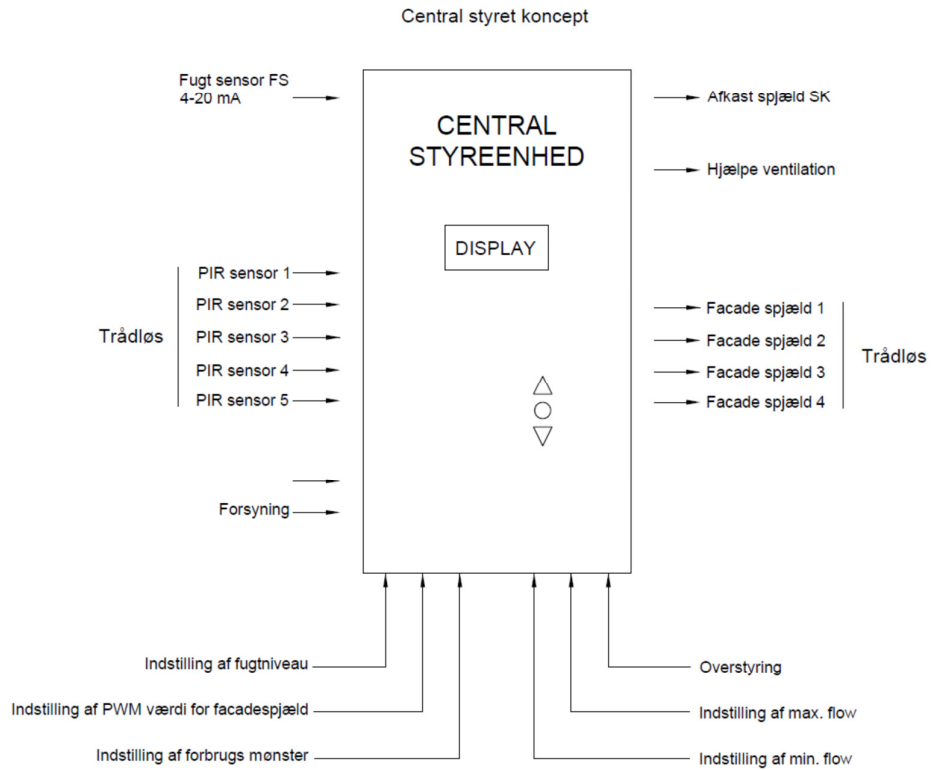 Central styret koncept
Fugt sensor FS
4-20 mA
Afkast spjæld SK
CENTRAL
STYREENHED
Hjælpe ventilation
DISPLAY
PIR sensor 1
PIR sensor 2
PIR sensor 3
PIR sensor 4
PIR sensor 5
Trådløs
Facade spjæld 1
Facade spjæld 2
Facade spjæld 3
Facade spjæld 4
Trådløs
Forsyning
Indstilling af fugtniveau
Indstilling af PWM værdi for facadespjæld
Indstilling af forbrugs mønster
Overstyring
Indstilling af max. flow
Indstilling af min. flow